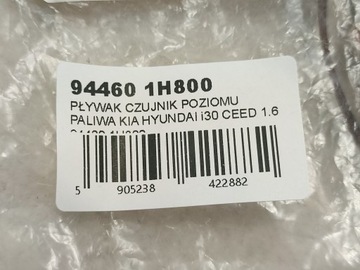 94460 1H800
PŁYWAK CZUJNIK POZIOMU
PALIWA KIA HYUNDAI i30 CEED 1.6
5 905238 422882